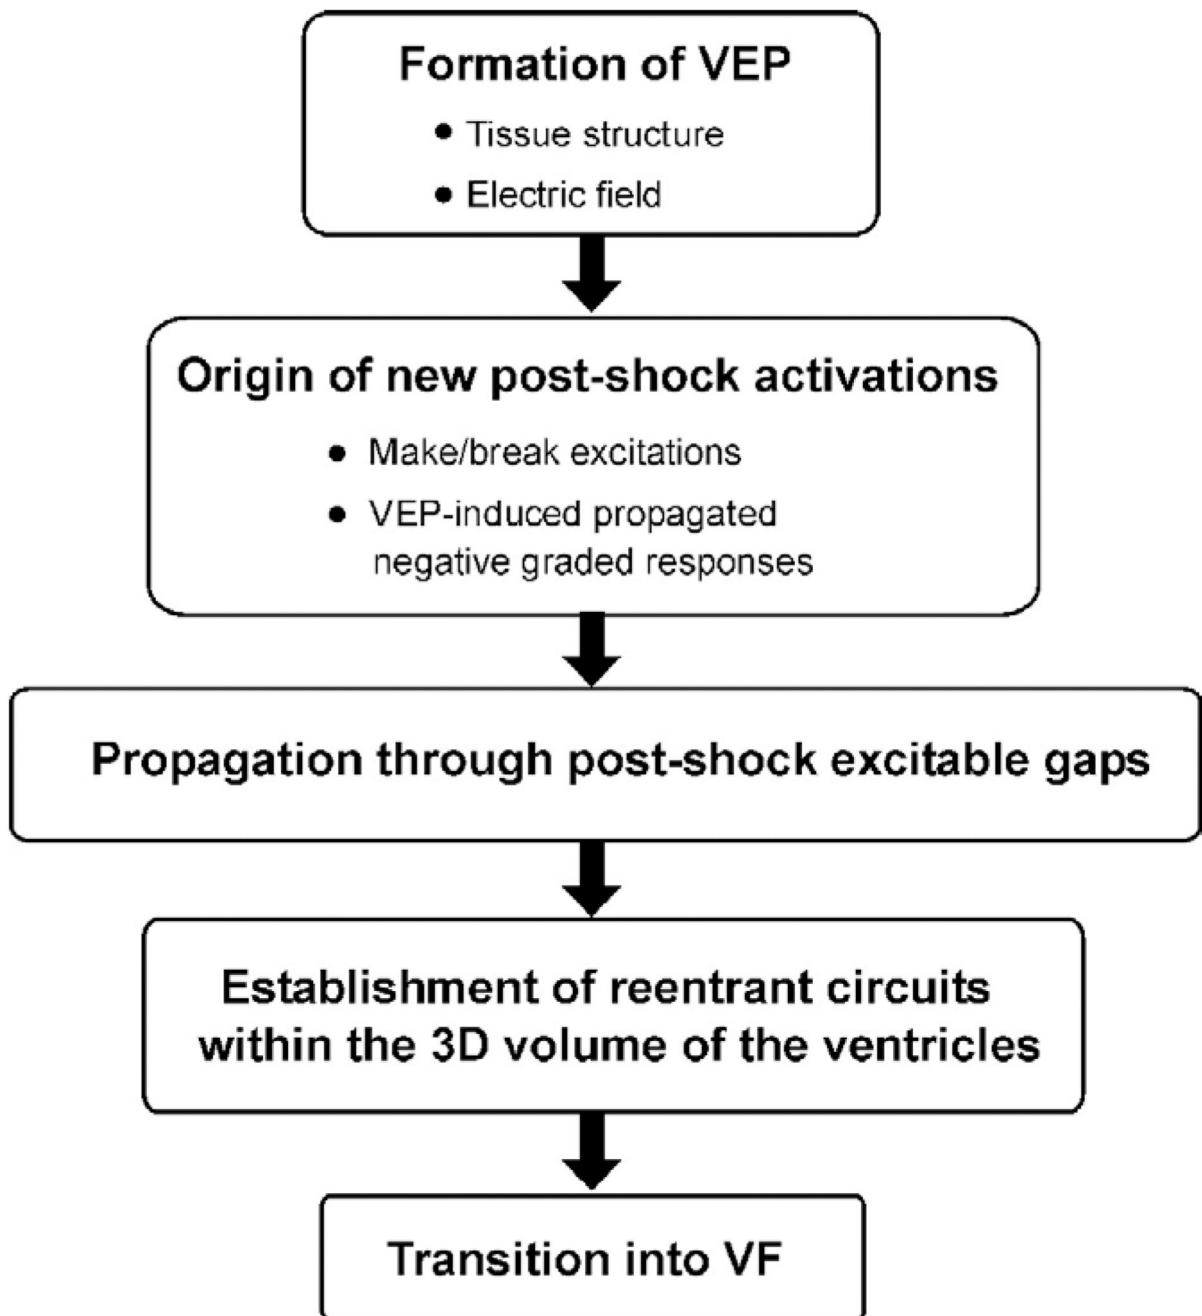 Formation of VEP
● Tissue structure
● Electric field
Origin of new post-shock activations
● Make/break excitations
● VEP-induced propagated
negative graded responses
Propagation through post-shock excitable gaps
Establishment of reentrant circuits
within the 3D volume of the ventricles
Transition into VF